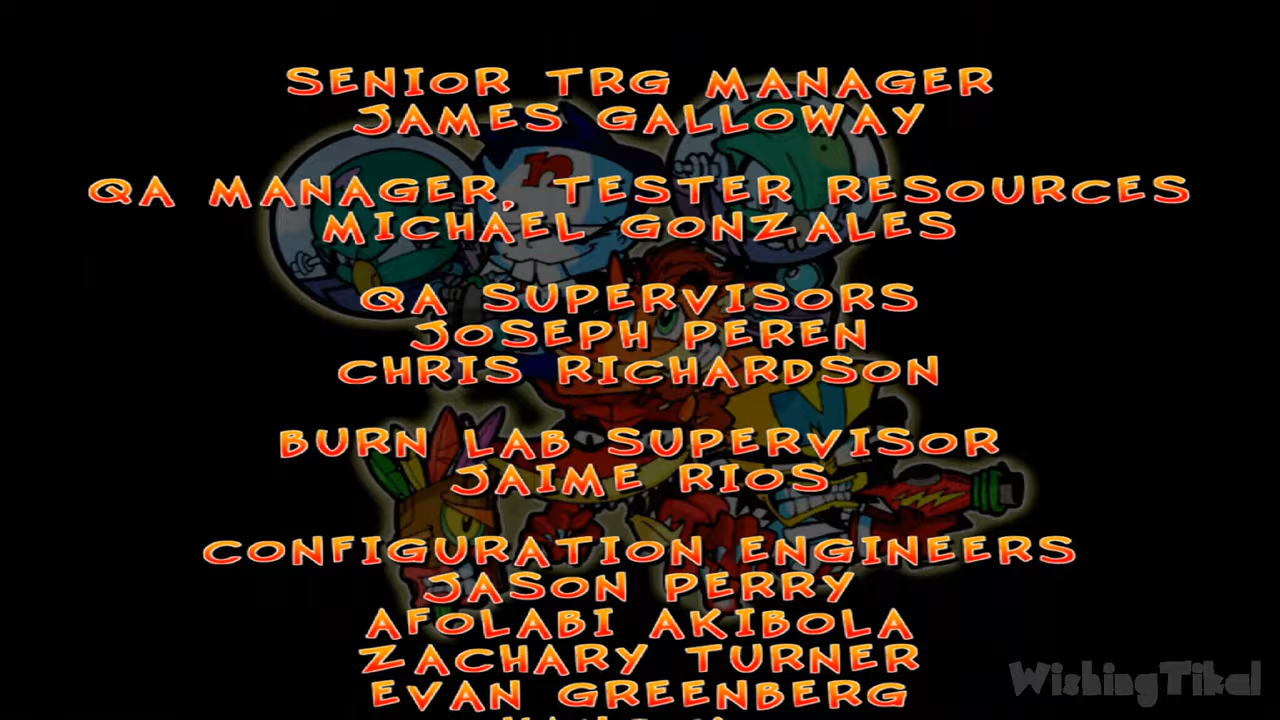 SENIOR TRG MANAGER
JAMES GALLOWAY
QA MANAGER, TESTER RESOURCES
MICHAEL GONZALES
QA SUPERVISORS
JOSEPH PEREN
CHRIS RICHARDSON
BURN LAB SUPERVISOR
JAIME RIOS
CONFIGURATION ENGINEERS
JASON PERRY
AFOLABI AKIBOLA
ZACHARY TURNER
EVAN GREENBERG
WishingTikal
n
N